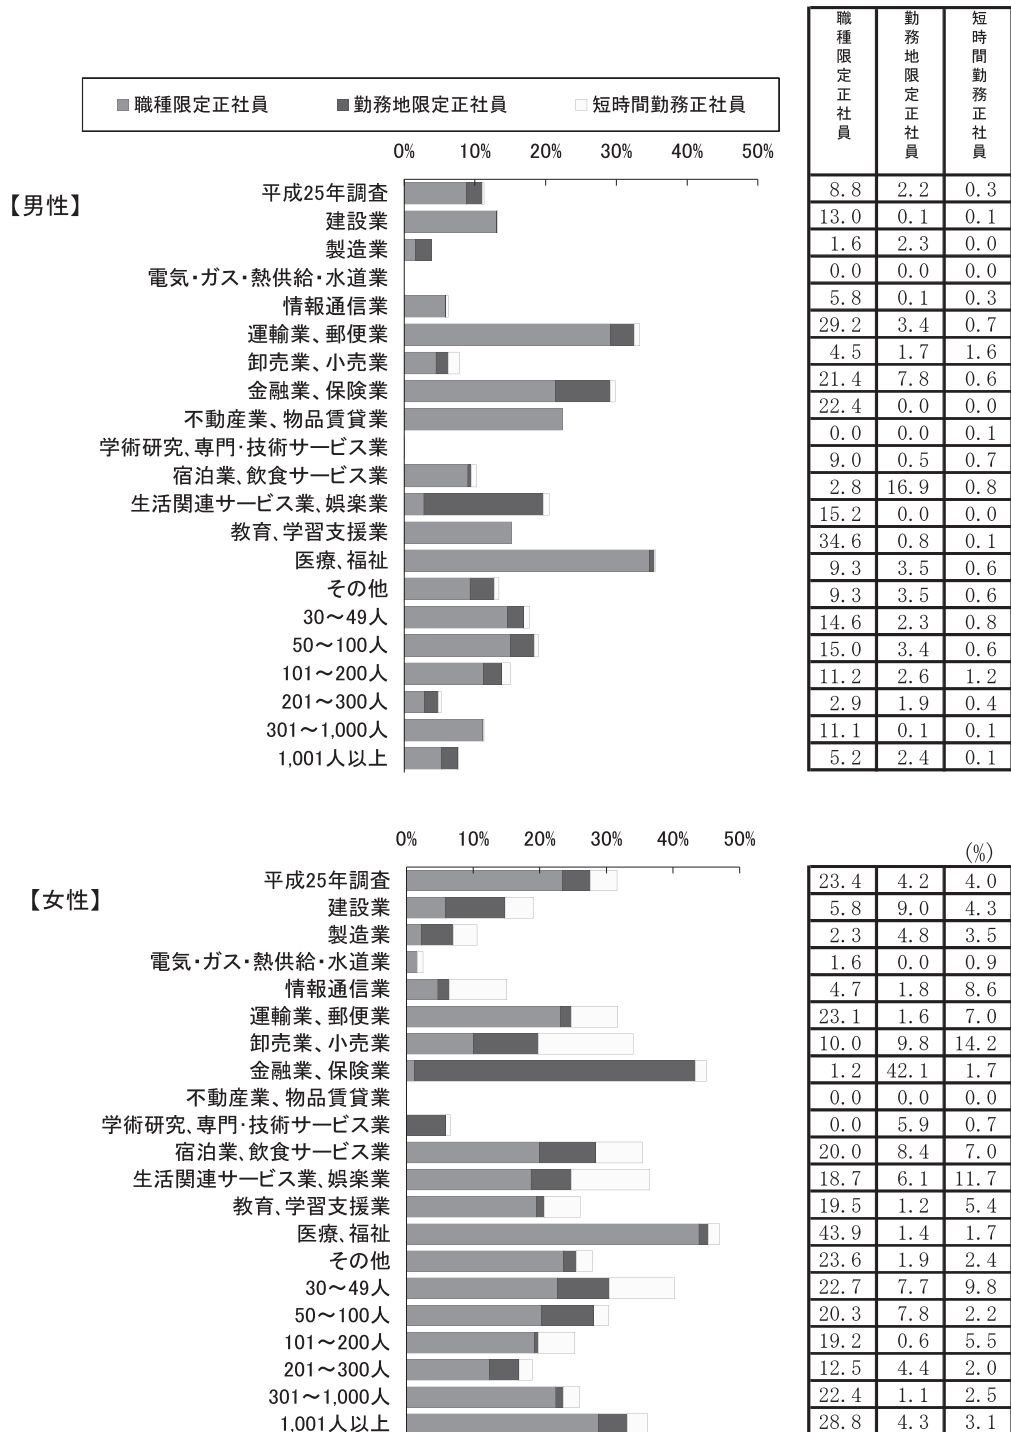 職種限定正社員
勤務地限定正社員
短時間勤務正社員
0% 10% 20% 30% 40% 50%
【男性】
平成25年調査
建設業
製造業
電気・ガス・熱供給・水道業
情報通信業
運輸業、郵便業
卸売業、小売業
金融業、保険業
不動産業、物品賃貸業
学術研究、専門・技術サービス業
宿泊業、飲食サービス業
生活関連サービス業、娯楽業
教育、学習支援業
医療、福祉
その他
30～49人
50～100人
101～200人
201～300人
301～1,000人
1,001人以上
職種限定正社員 勤務地限定正社員 短時間勤務正社員
8.8 2.2 0.3
13.0 0.1 0.1
1.6 2.3 0.0
0.0 0.0 0.0
5.8 0.1 0.3
29.2 3.4 0.7
4.5 1.7 1.6
21.4 7.8 0.6
22.4 0.0 0.0
0.0 0.0 0.1
9.0 0.5 0.7
2.8 16.9 0.8
15.2 0.0 0.0
34.6 0.8 0.1
9.3 3.5 0.6
9.3 3.5 0.6
14.6 2.3 0.8
15.0 3.4 0.6
11.2 2.6 1.2
2.9 1.9 0.4
11.1 0.1 0.1
5.2 2.4 0.1
0% 10% 20% 30% 40% 50%
【女性】
平成25年調査
建設業
製造業
電気・ガス・熱供給・水道業
情報通信業
運輸業、郵便業
卸売業、小売業
金融業、保険業
不動産業、物品賃貸業
学術研究、専門・技術サービス業
宿泊業、飲食サービス業
生活関連サービス業、娯楽業
教育、学習支援業
医療、福祉
その他
30～49人
50～100人
101～200人
201～300人
301～1,000人
1,001人以上
(%)
23.4 4.2 4.0
5.8 9.0 4.3
2.3 4.8 3.5
1.6 0.0 0.9
4.7 1.8 8.6
23.1 1.6 7.0
10.0 9.8 14.2
1.2 42.1 1.7
0.0 0.0 0.0
0.0 5.9 0.7
20.0 8.4 7.0
18.7 6.1 11.7
19.5 1.2 5.4
43.9 1.4 1.7
23.6 1.9 2.4
22.7 7.7 9.8
20.3 7.8 2.2
19.2 0.6 5.5
12.5 4.4 2.0
22.4 1.1 2.5
28.8 4.3 3.1